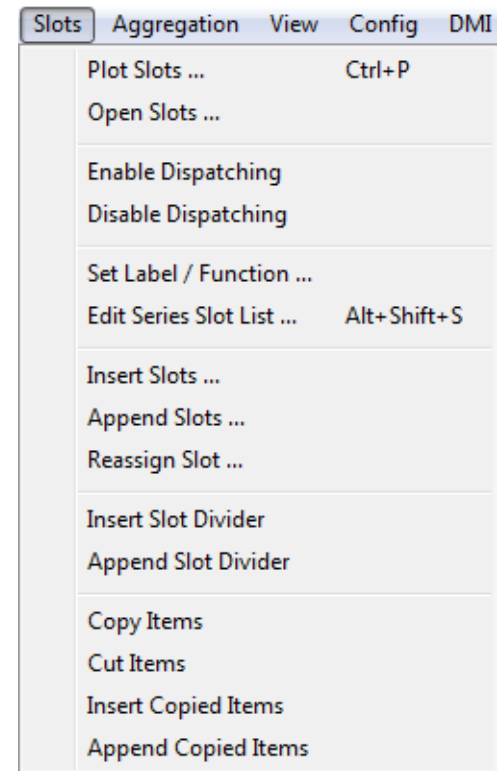 Slots Aggregation View Config DMI
Plot Slots ... Ctrl+P
Open Slots ...
Enable Dispatching
Disable Dispatching
Set Label / Function ...
Edit Series Slot List ... Alt+Shift+S
Insert Slots ...
Append Slots ...
Reassign Slot ...
Insert Slot Divider
Append Slot Divider
Copy Items
Cut Items
Insert Copied Items
Append Copied Items